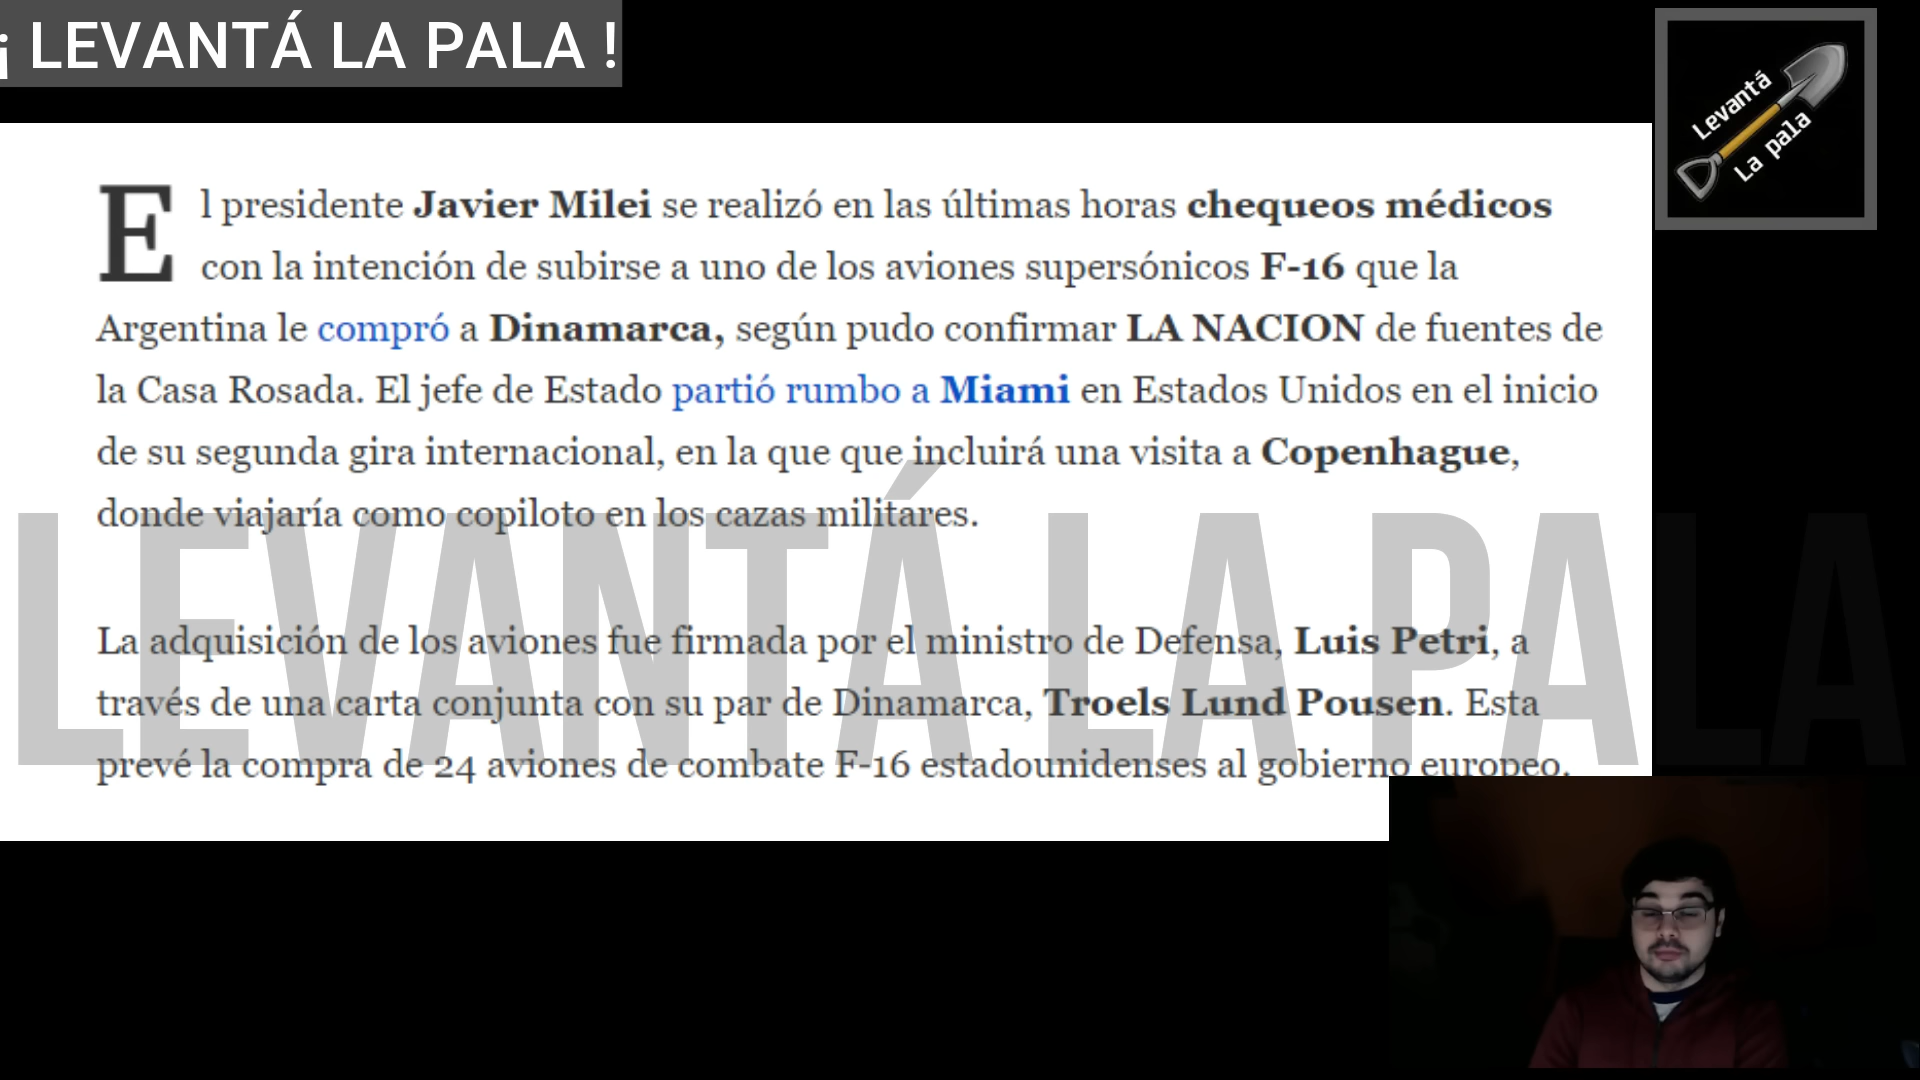 ¡ LEVANTÁ LA PALA !
Levantá
La pala
El presidente Javier Milei se realizó en las últimas horas chequeos médicos
con la intención de subirse a uno de los aviones supersónicos F-16 que la
Argentina le compró a Dinamarca, según pudo confirmar LA NACION de fuentes de
la Casa Rosada. El jefe de Estado partió rumbo a Miami en Estados Unidos en el inicio
de su segunda gira internacional, en la que que incluirá una visita a Copenhague,
donde viajaría como copiloto en los cazas militares.
LEVANTÁ LA PALA
La adquisición de los aviones fue firmada por el ministro de Defensa, Luis Petri, a
través de una carta conjunta con su par de Dinamarca, Troels Lund Pousen. Esta
prevé la compra de 24 aviones de combate F-16 estadounidenses al gobierno europeo.